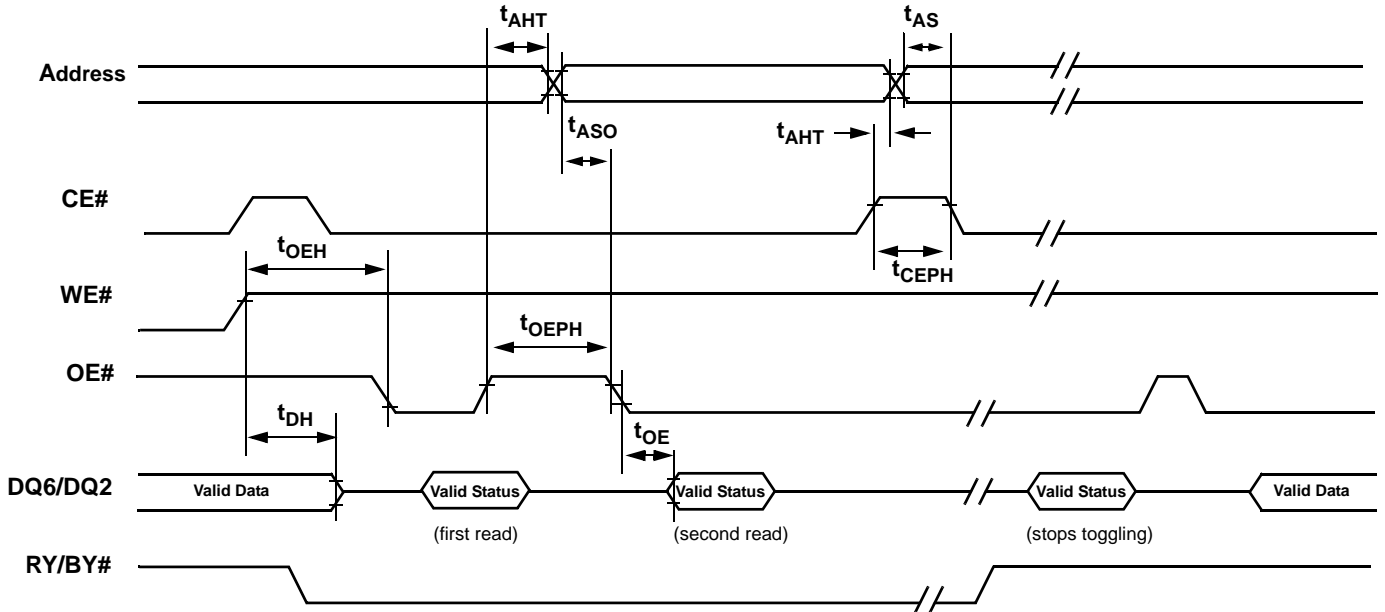 tAHT
tAS
Address
tASO
tAHT
CE#
tOEH
tCEPH
WE#
tOEPH
OE#
tDH
tOE
DQ6/DQ2
Valid Data
Valid Status
Valid Status
Valid Status
Valid Data
(first read)
(second read)
(stops toggling)
RY/BY#